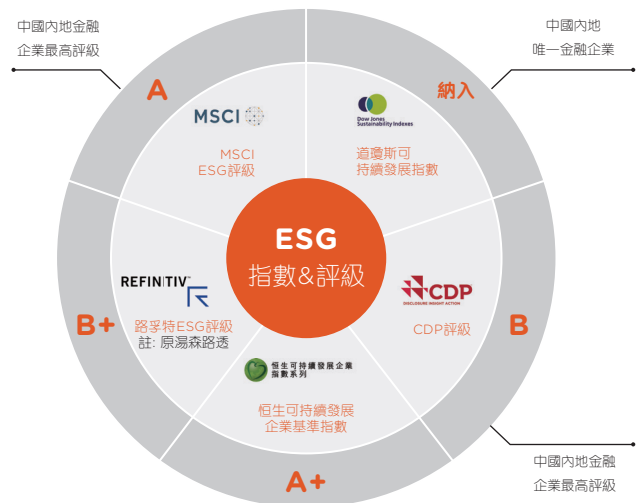 中國內地金融
企業最高評級
中國內地
唯一金融企業
A
納入
MSCI
MSCI
ESG評級
Dow Jones
Sustainability Indexes
道瓊斯可
持續發展指數
ESG
指數&評級
REFINITIV™
路孚特ESG評級
註: 原湯森路透
B+
CDP
DISCLOSURE INSIGHT ACTION
CDP評級
B
恒生可持續發展企業
指數系列
恒生可持續發展
企業基準指數
A+
中國內地金融
企業最高評級